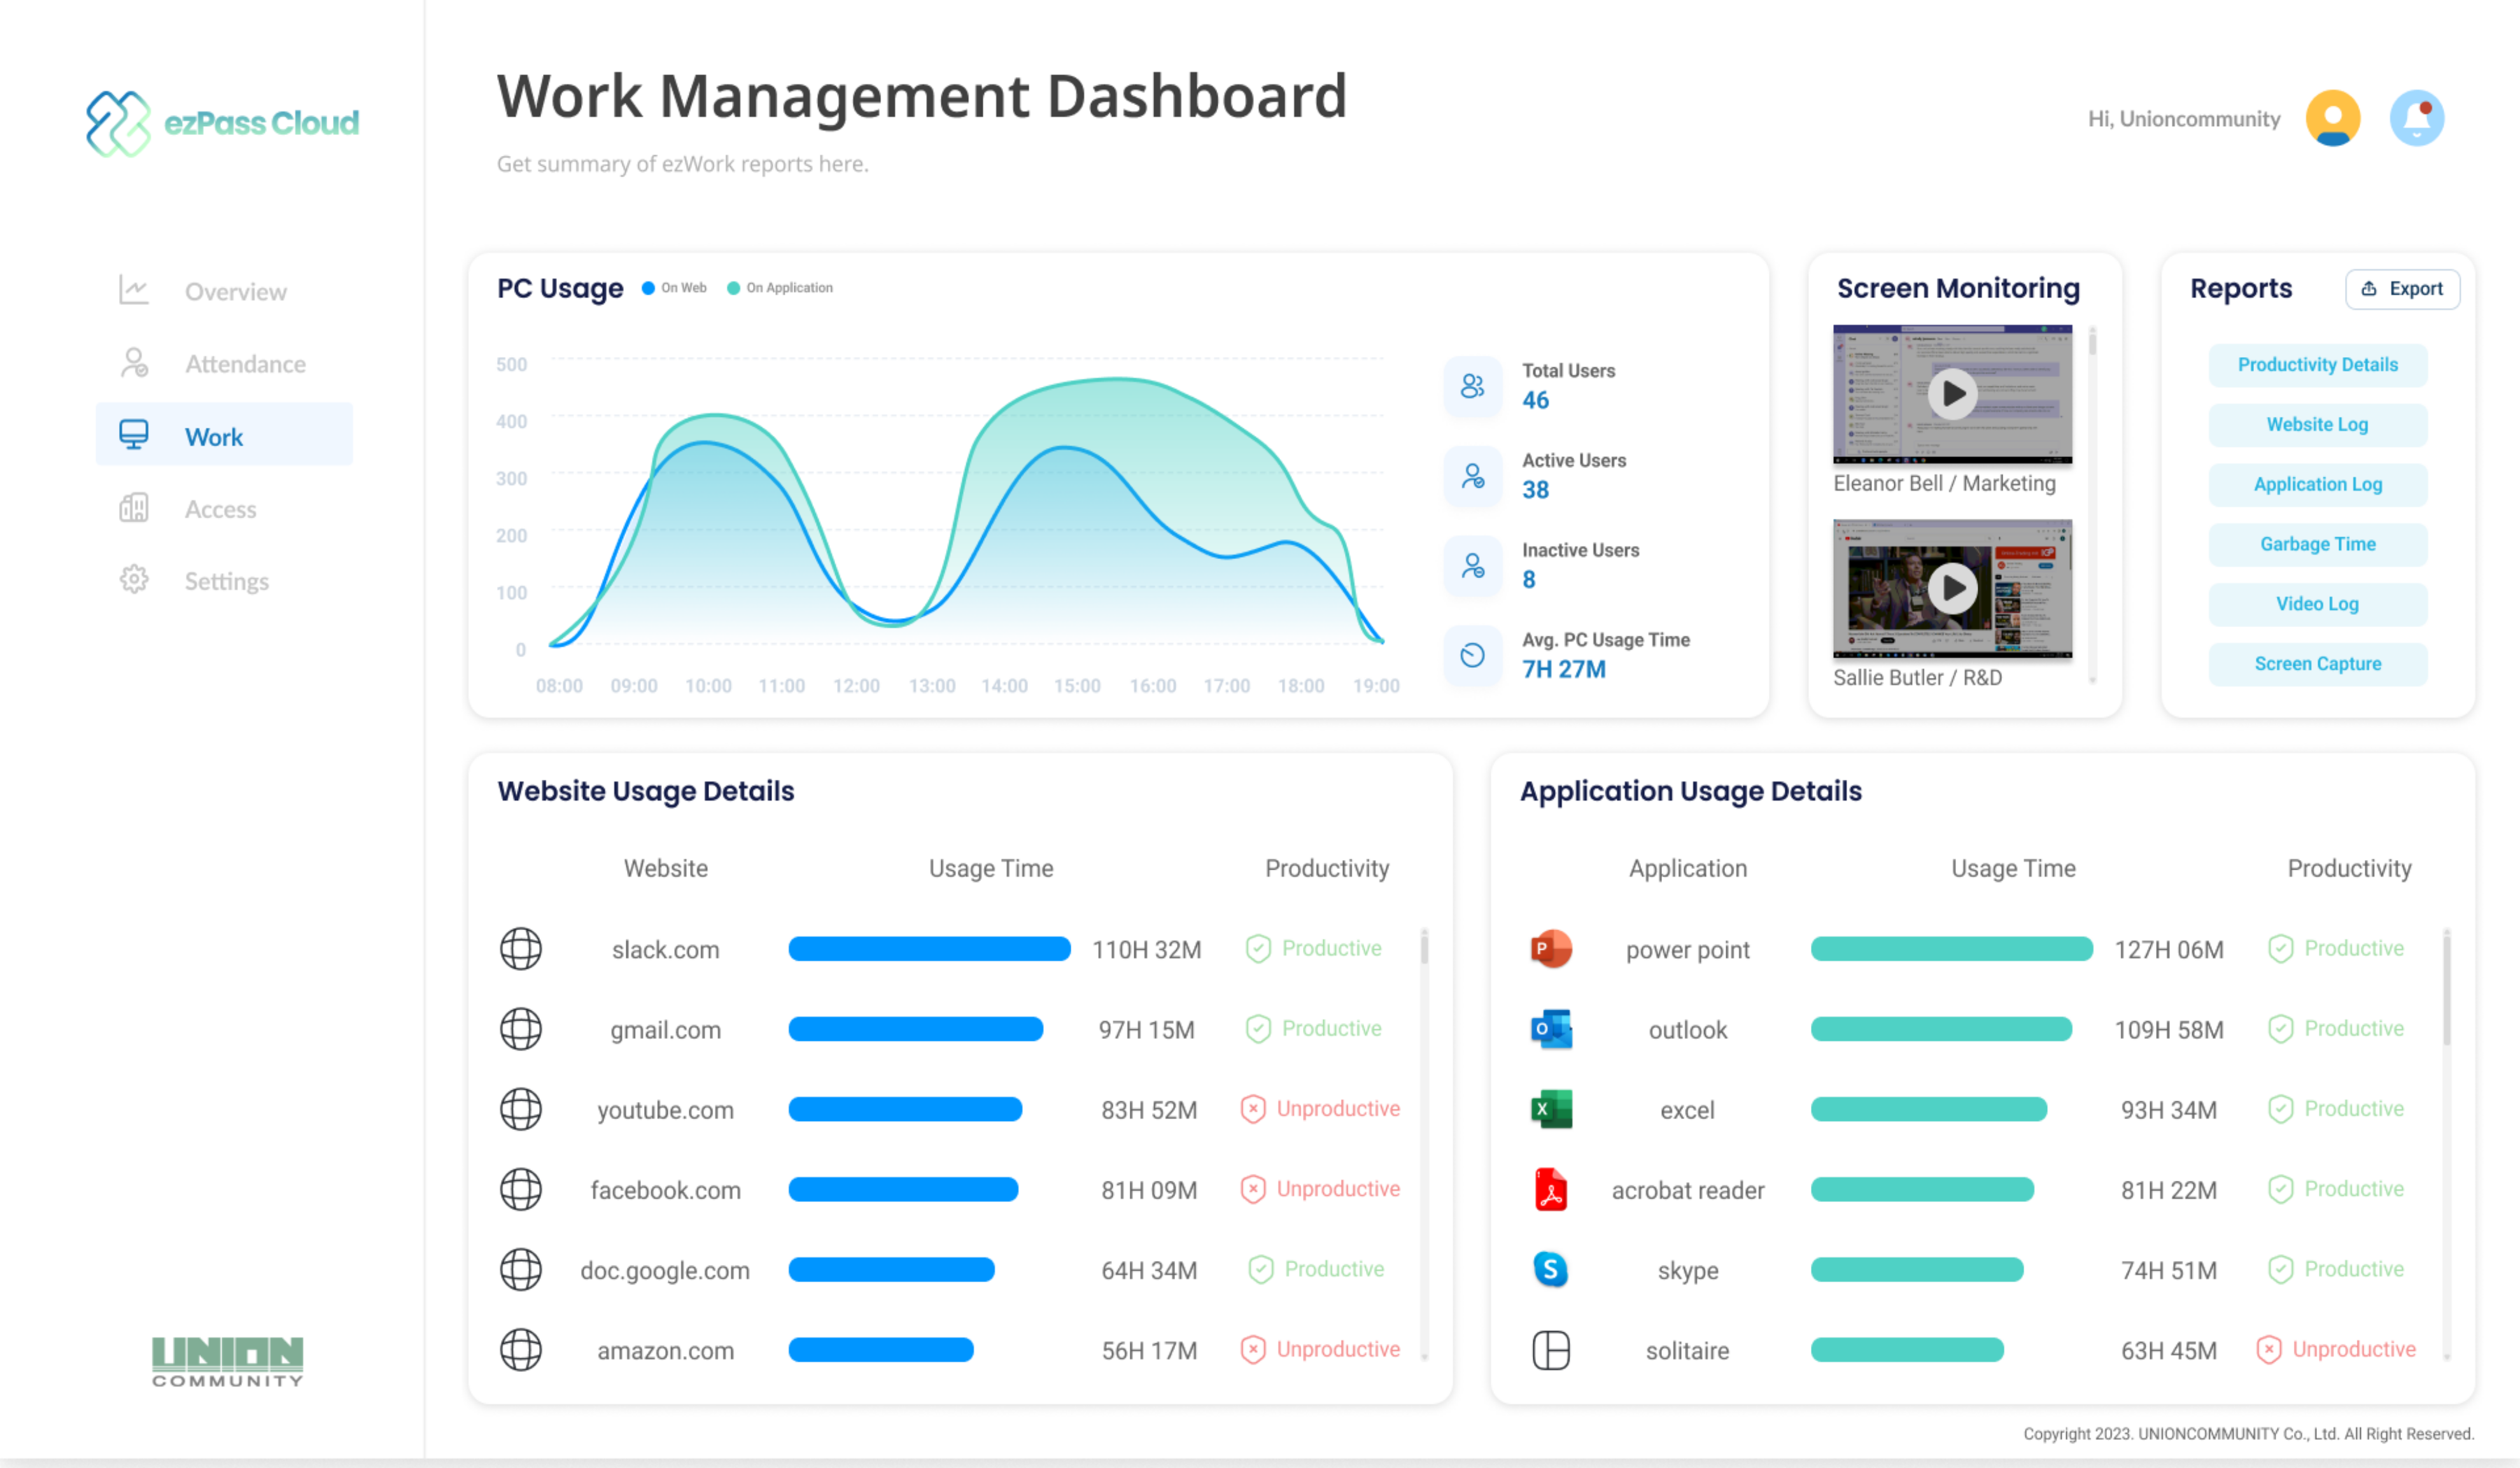 ezPass Cloud
Overview
Attendance
Work
Access
Settings
UNION
COMMUNITY
Work Management Dashboard
Get summary of ezWork reports here.
Hi, Unioncommunity
PC Usage On Web On Application
500
400
300
200
100
0
08:00 09:00 10:00 11:00 12:00 13:00 14:00 15:00 16:00 17:00 18:00 19:00
Total Users
46
Active Users
38
Inactive Users
8
Avg. PC Usage Time
7H 27M
Screen Monitoring
Eleanor Bell / Marketing
Sallie Butler / R&D
Reports Export
Productivity Details
Website Log
Application Log
Garbage Time
Video Log
Screen Capture
Website Usage Details
Website Usage Time Productivity
slack.com 110H 32M Productive
gmail.com 97H 15M Productive
youtube.com 83H 52M Unproductive
facebook.com 81H 09M Unproductive
doc.google.com 64H 34M Productive
amazon.com 56H 17M Unproductive
Application Usage Details
Application Usage Time Productivity
P power point 127H 06M Productive
O outlook 109H 58M Productive
X excel 93H 34M Productive
acrobat reader 81H 22M Productive
S skype 74H 51M Productive
solitaire 63H 45M Unproductive
Copyright 2023. UNIONCOMMUNITY Co., Ltd. All Right Reserved.